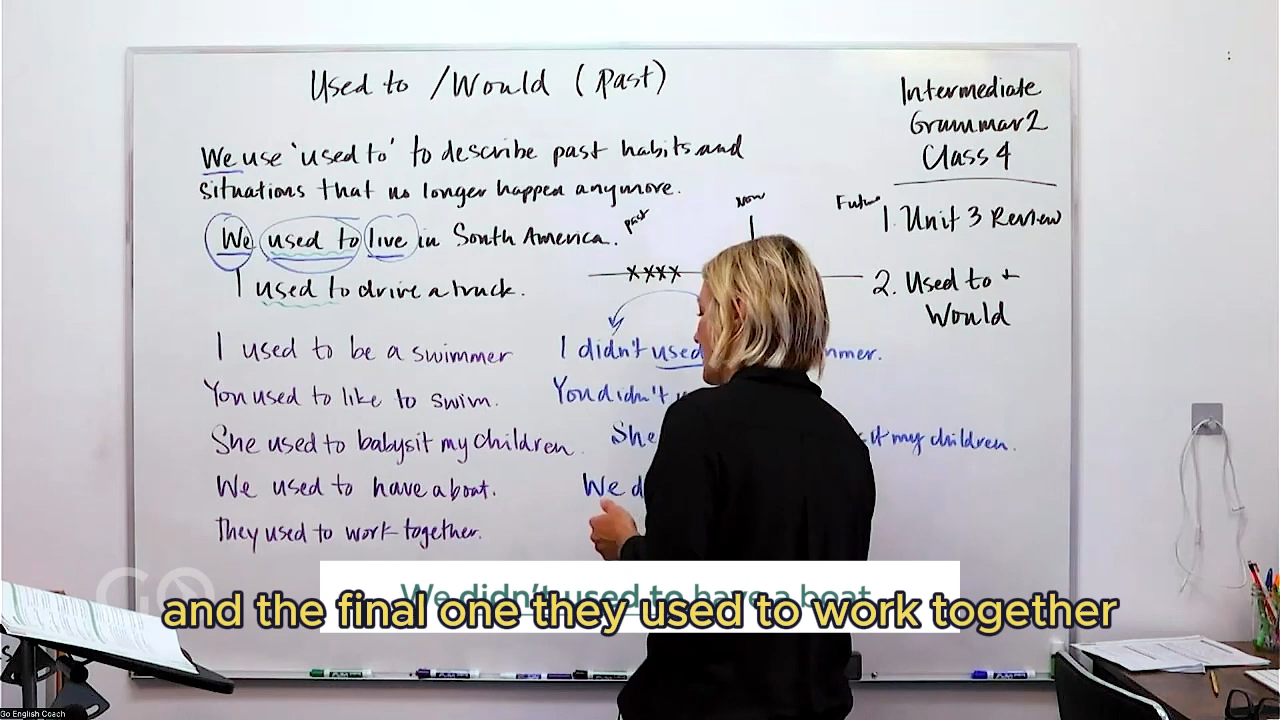 Used to / Would (Past)
We use 'used to' to describe past habits and
situations that no longer happen anymore.
We used to live in South America.
I used to drive a truck.
past
Now
Future
I used to be a swimmer
You used to like to swim.
She used to babysit my children.
We used to have a boat.
They used to work together.
I didn't used mmer.
You didn't
She it my children.
We d
Intermediate
Grammar 2
Class 4
1. Unit 3 Review
2. Used to +
Would
GO
We didn't used to have a boat
and the final one they used to work together
Go English Coach